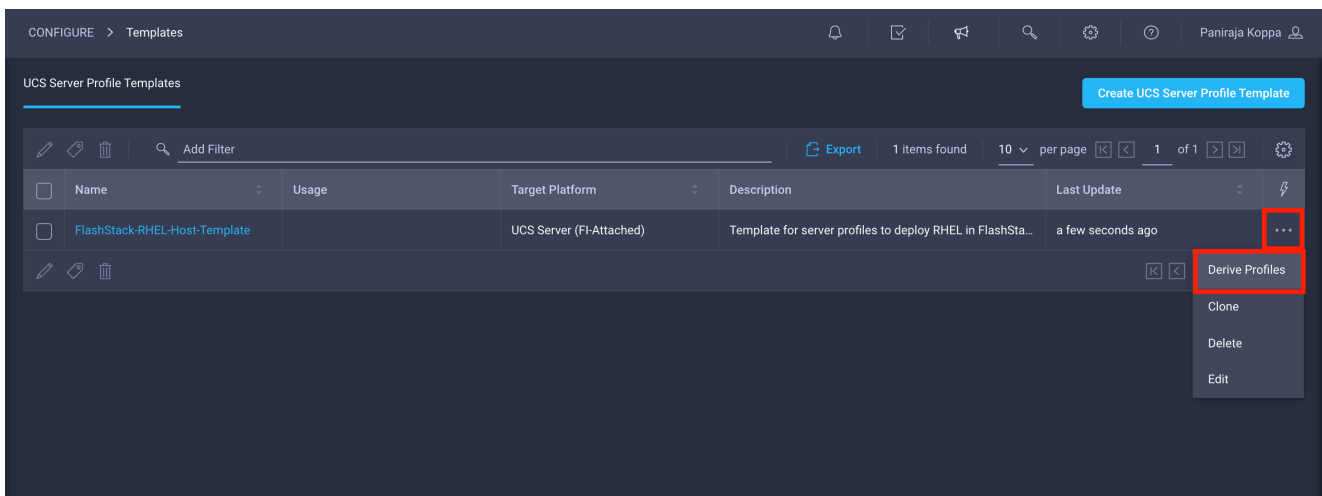 CONFIGURE > Templates Paniraja Koppa
UCS Server Profile Templates
Create UCS Server Profile Template
Add Filter Export 1 items found 10 per page 1 of 1
Name Usage Target Platform Description Last Update
FlashStack-RHEL-Host-Template UCS Server (FI-Attached) Template for server profiles to deploy RHEL in FlashSta... a few seconds ago ...
Derive Profiles
Clone
Delete
Edit